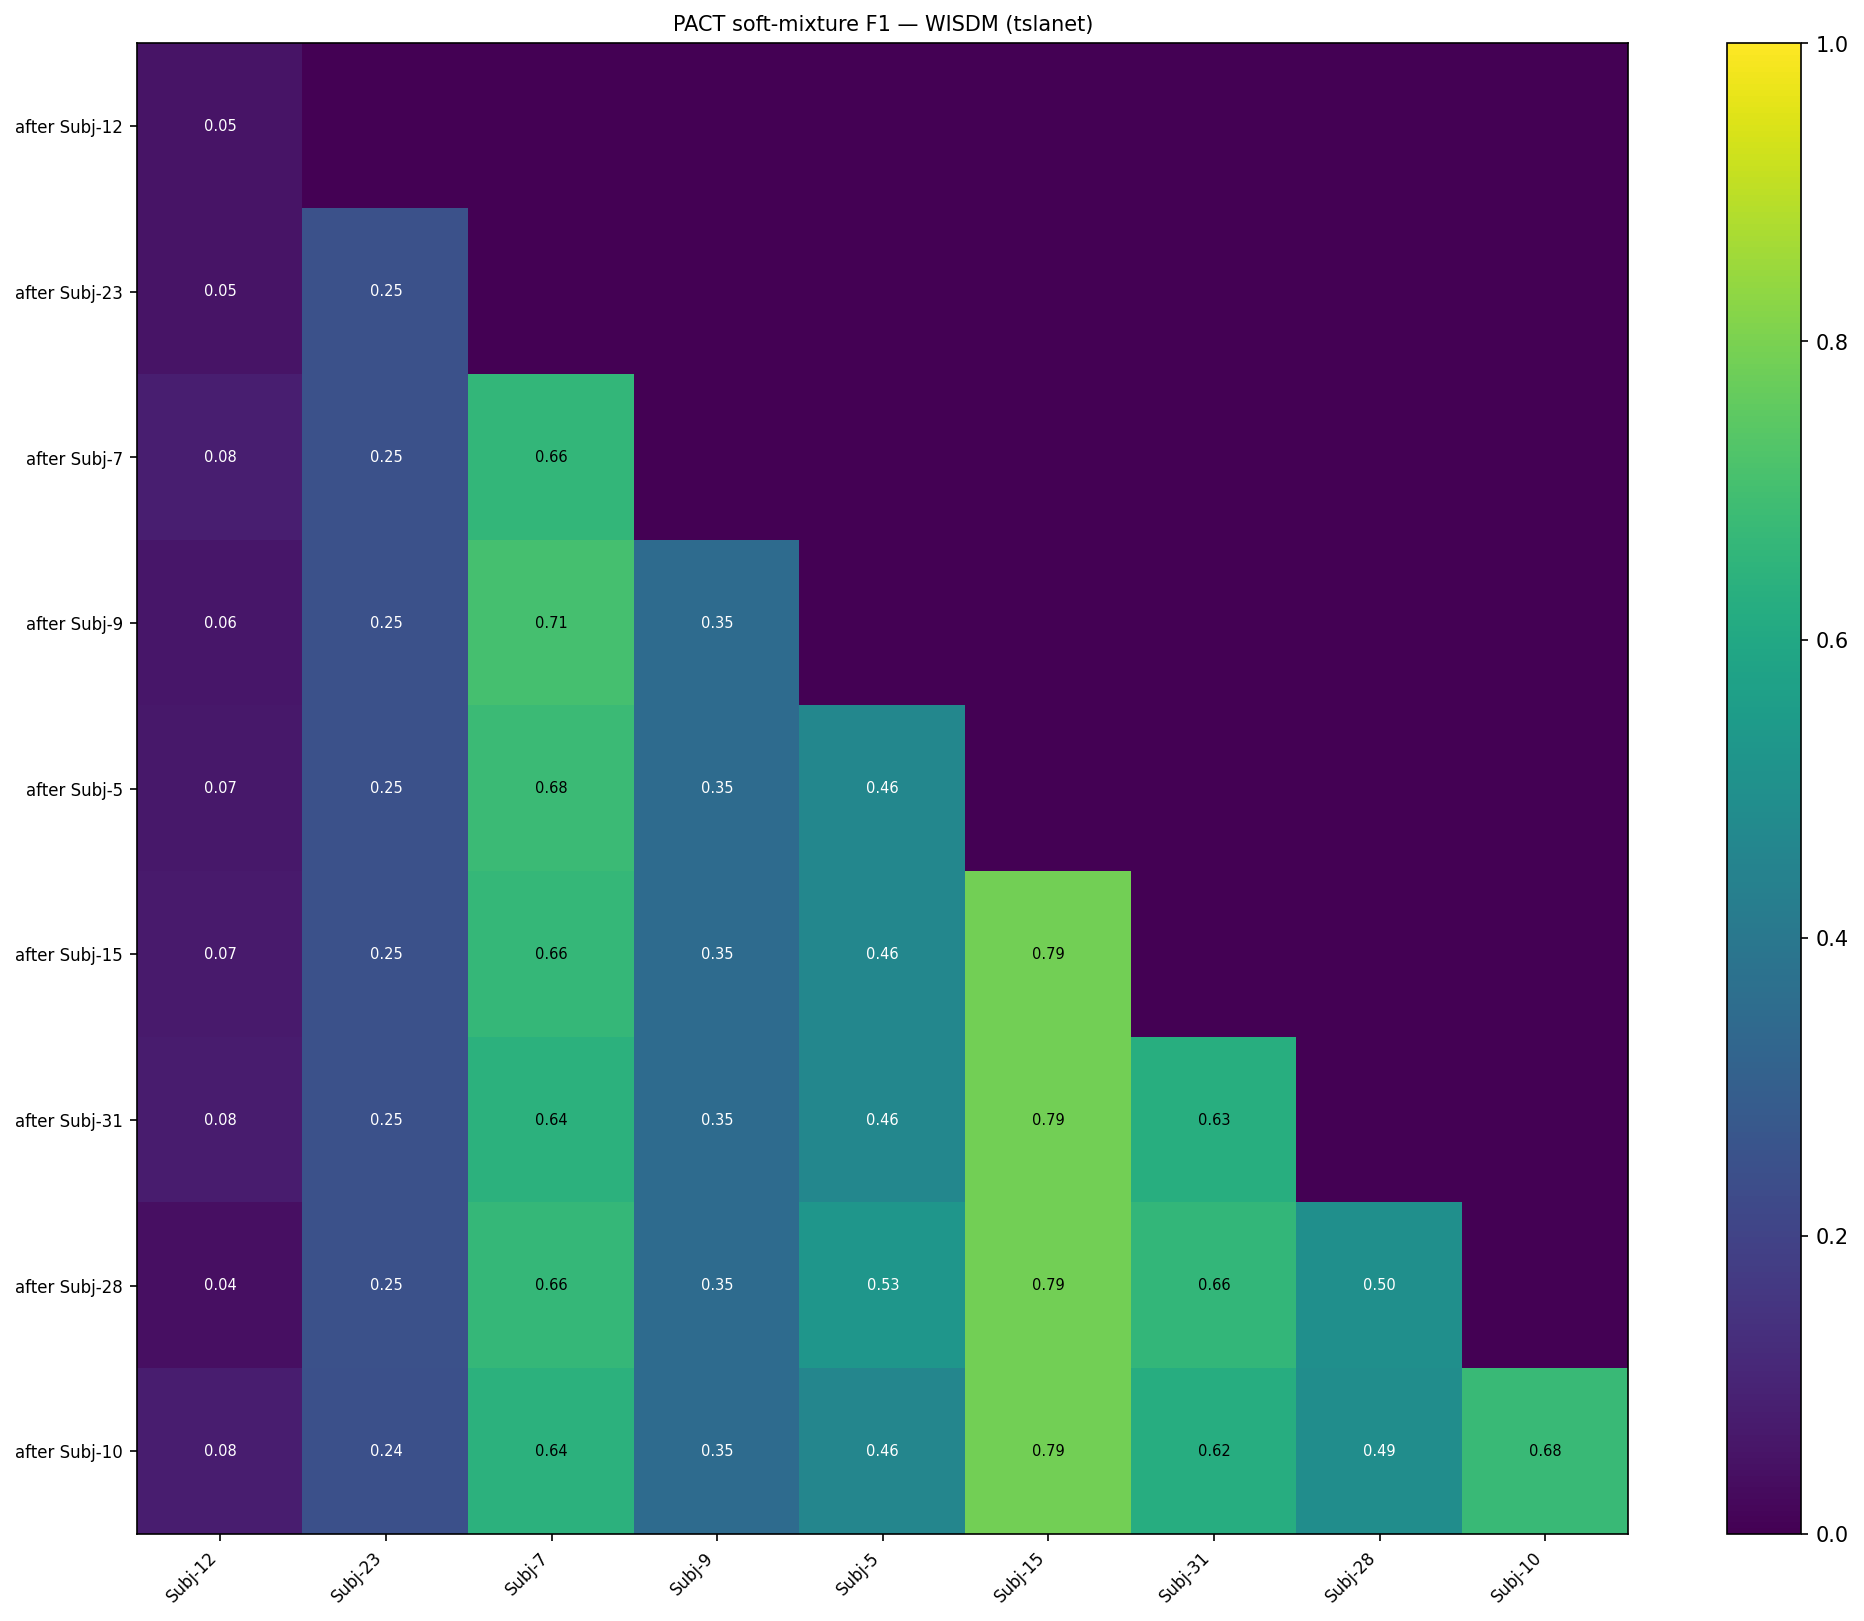 PACT soft-mixture F1 — WISDM (tslanet)
1.0
after Subj-12 0.05
after Subj-23 0.05 0.25
0.8
after Subj-7 0.08 0.25 0.66
after Subj-9 0.06 0.25 0.71 0.35
0.6
after Subj-5 0.07 0.25 0.68 0.35 0.46
0.4
after Subj-15 0.07 0.25 0.66 0.35 0.46 0.79
after Subj-31 0.08 0.25 0.64 0.35 0.46 0.79 0.63
0.2
after Subj-28 0.04 0.25 0.66 0.35 0.53 0.79 0.66 0.50
after Subj-10 0.08 0.24 0.64 0.35 0.46 0.79 0.62 0.49 0.68
0.0
Subj-12 Subj-23 Subj-7 Subj-9 Subj-5 Subj-15 Subj-31 Subj-28 Subj-10